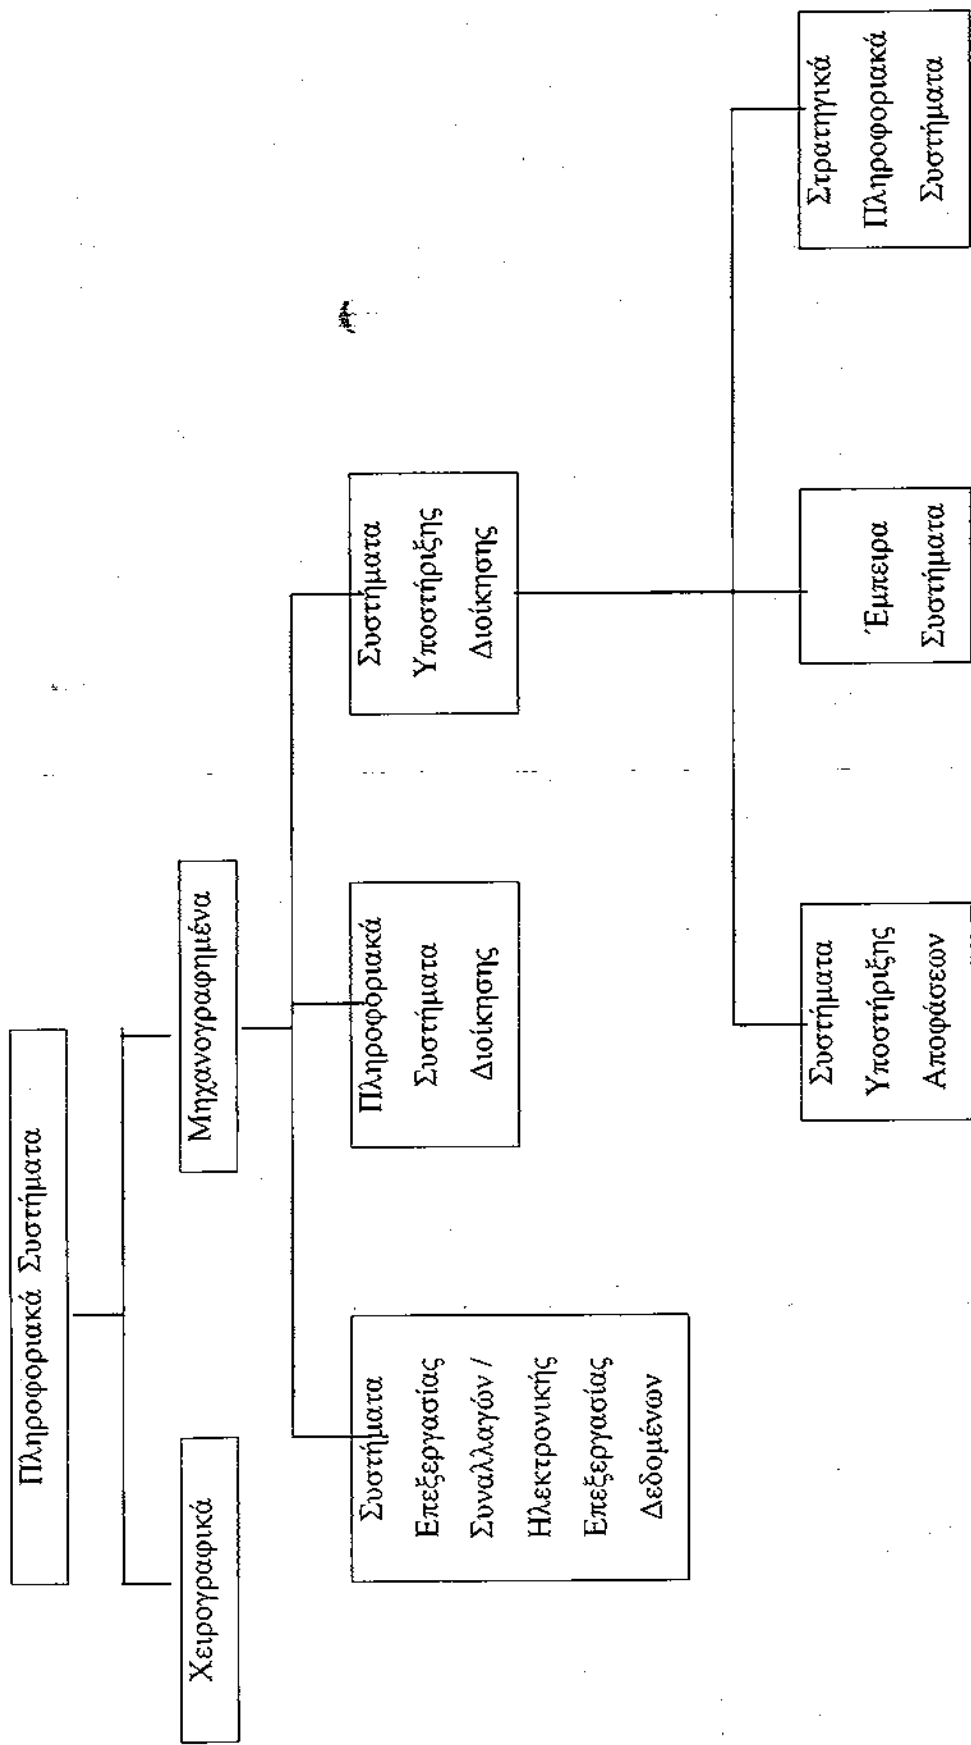 Πληροφοριακά Συστήματα
Χειρογραφικά
Μηχανογραφημένα
Συστήματα
Επεξεργασίας
Συναλλαγών /
Ηλεκτρονικής
Επεξεργασίας
Δεδομένων
Πληροφοριακά
Συστήματα
Διοίκησης
Συστήματα
Υποστήριξης
Διοίκησης
Συστήματα
Υποστήριξης
Αποφάσεων
Έμπειρα
Συστήματα
Στρατηγικά
Πληροφοριακά
Συστήματα